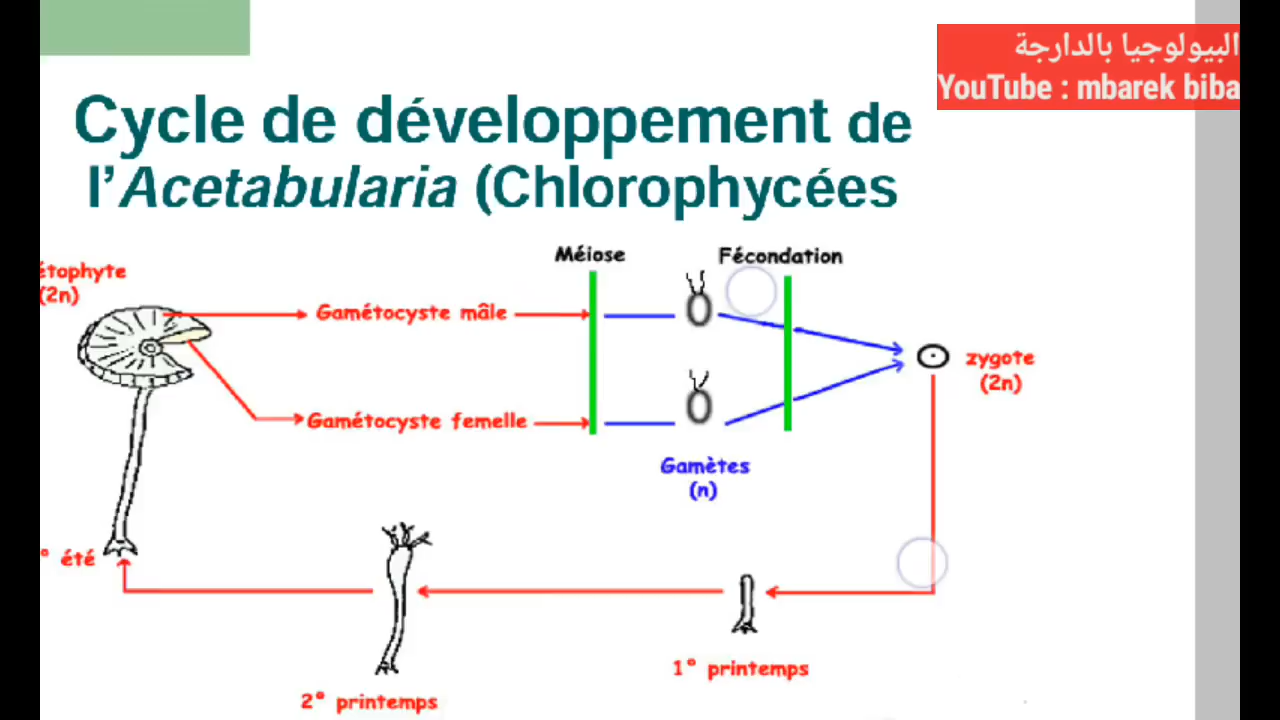 البيولوجيا بالدارجة
YouTube : mbarek biba
Cycle de développement de
l’Acetabularia (Chlorophycées
Méiose
Fécondation
étophyte
(2n)
Gamétocyste mâle
zygote
(2n)
Gamétocyste femelle
Gamètes
(n)
° été
1° printemps
2° printemps